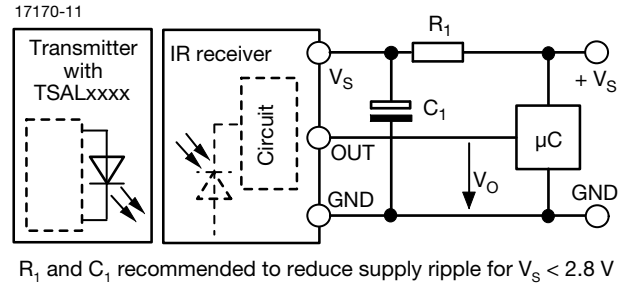 17170-11
Transmitter
with
TSALxxxx
IR receiver
Circuit
VS
OUT
GND
C1
R1
VO
µC
+ VS
GND
R1 and C1 recommended to reduce supply ripple for VS < 2.8 V